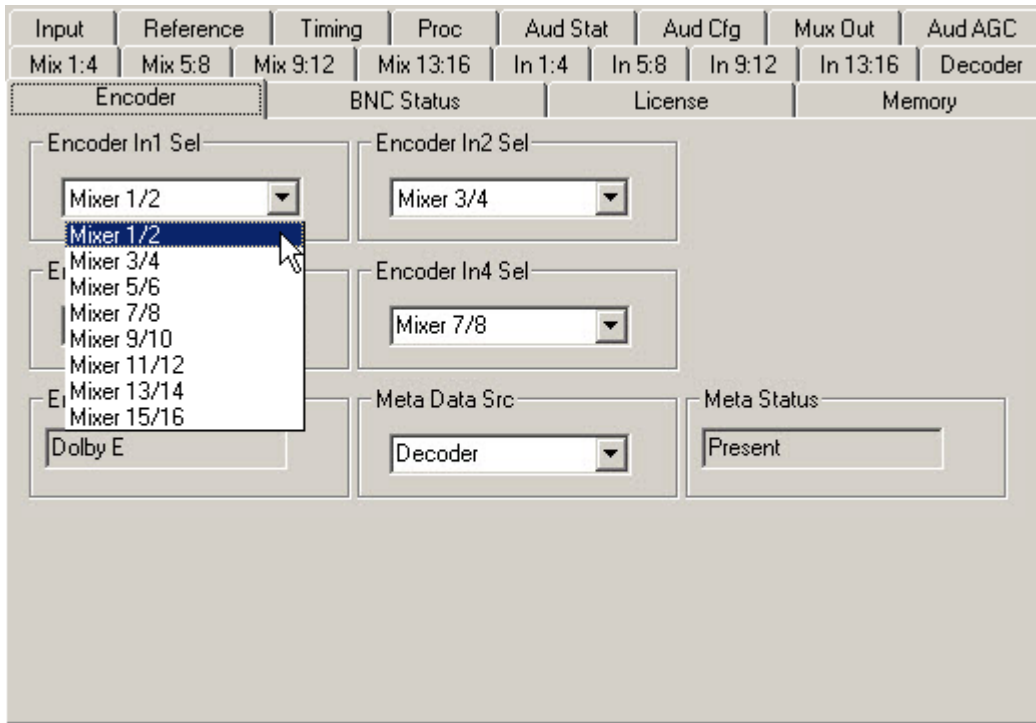 Input Reference Timing Proc Aud Stat Aud Cfg Mux Out Aud AGC
Mix 1:4 Mix 5:8 Mix 9:12 Mix 13:16 In 1:4 In 5:8 In 9:12 In 13:16 Decoder
Encoder BNC Status License Memory
Encoder In1 Sel Encoder In2 Sel
Mixer 1/2 Mixer 3/4
Mixer 1/2
Mixer 3/4
Mixer 5/6
Mixer 7/8
Mixer 9/10
Mixer 11/12
Mixer 13/14
Mixer 15/16
Encoder In4 Sel
Mixer 7/8
Meta Data Src Meta Status
Dolby E Decoder Present